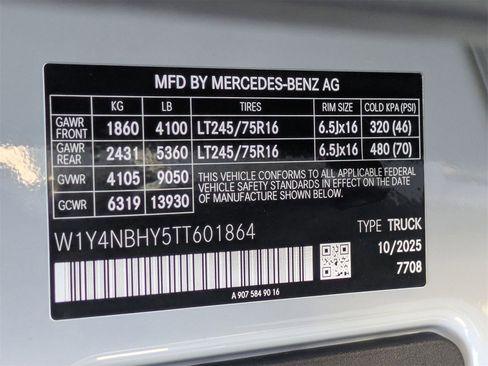 MFD BY MERCEDES-BENZ AG
KG LB TIRES RIM SIZE COLD KPA (PSI)
GAWR FRONT 1860 4100 LT245/75R16 6.5Jx16 320 (46)
GAWR REAR 2431 5360 LT245/75R16 6.5Jx16 480 (70)
GVWR 4105 9050
GCWR 6319 13930
THIS VEHICLE CONFORMS TO ALL APPLICABLE
FEDERAL MOTOR VEHICLE SAFETY STANDARDS
IN EFFECT ON THE DATE OF
MANUFACTURE SHOWN
W1Y4NBHY5TT601864
TYPE TRUCK
10/2025
7708
A 907 584 90 16